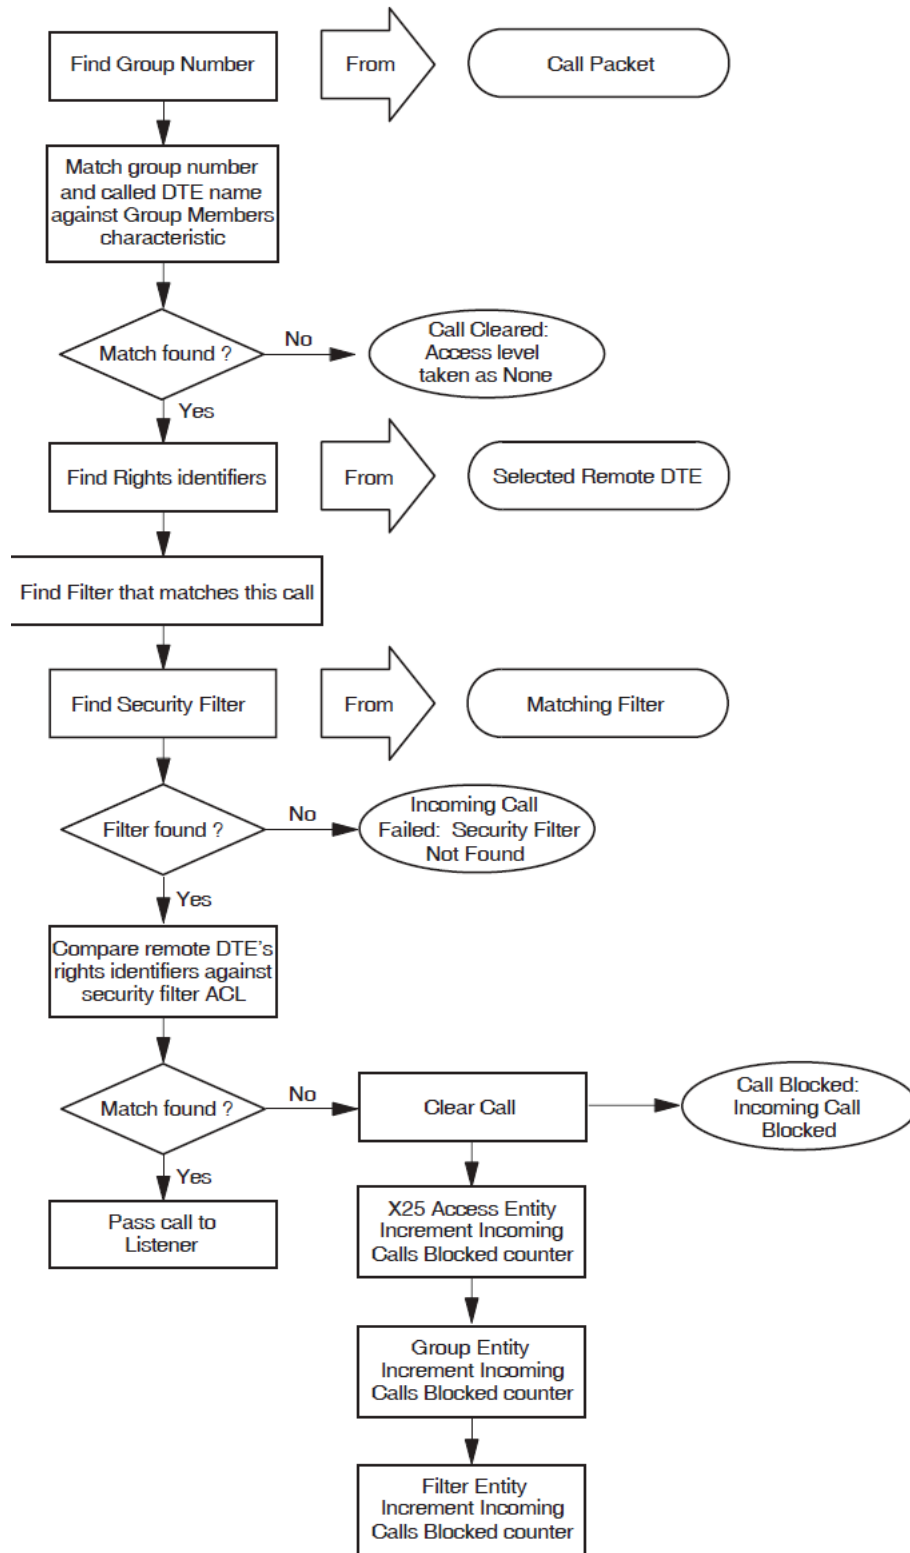 Find Group Number
From
Call Packet
Match group number
and called DTE name
against Group Members
characteristic
Match found ?
No
Call Cleared:
Access level
taken as None
Yes
Find Rights identifiers
From
Selected Remote DTE
Find Filter that matches this call
Find Security Filter
From
Matching Filter
Filter found ?
No
Incoming Call
Failed: Security Filter
Not Found
Yes
Compare remote DTE's
rights identifiers against
security filter ACL
Match found ?
No
Clear Call
Call Blocked:
Incoming Call
Blocked
Yes
Pass call to
Listener
X25 Access Entity
Increment Incoming
Calls Blocked counter
Group Entity
Increment Incoming
Calls Blocked counter
Filter Entity
Increment Incoming
Calls Blocked counter